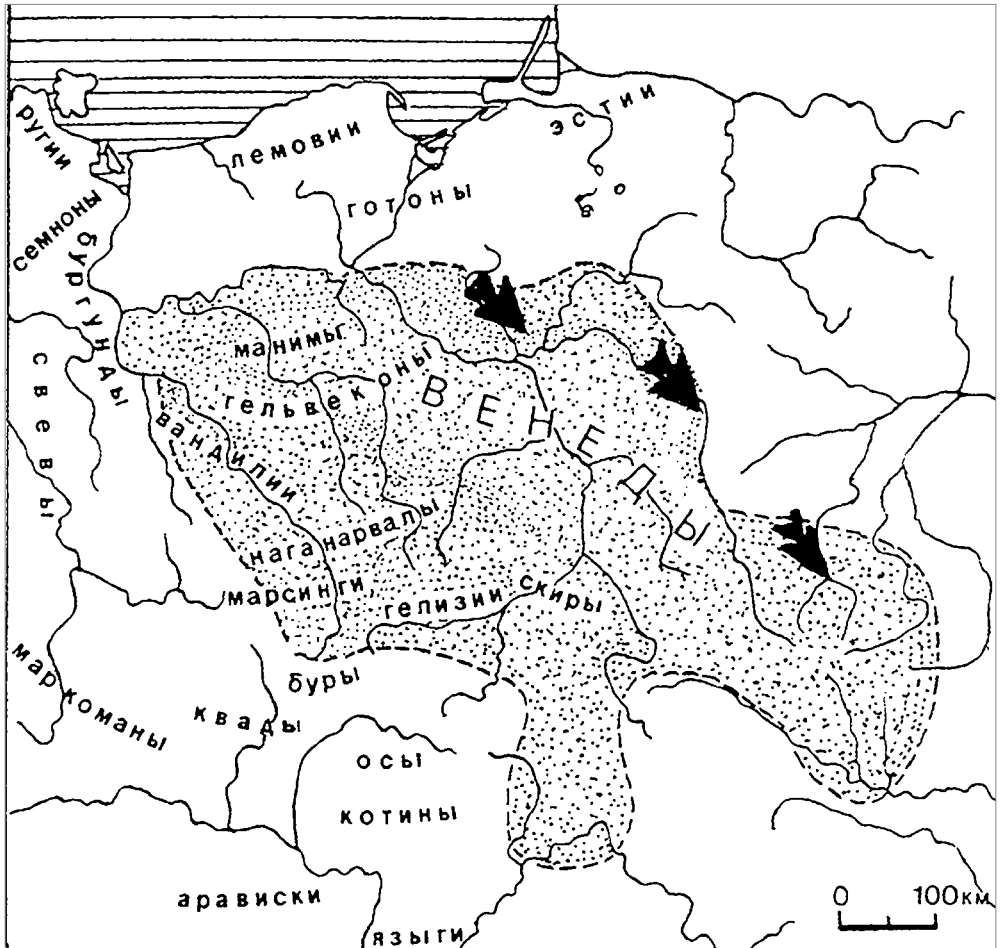 ругии
лемовии
эстии
семноны
готоны
бургунды
манимы
гельвеконы
ВЕНЕДЫ
свевы
вандилии
наганарвалы
марсинги
гелизии
скиры
маркоманы
буры
квады
осы
котины
арависки
языги
0 100км